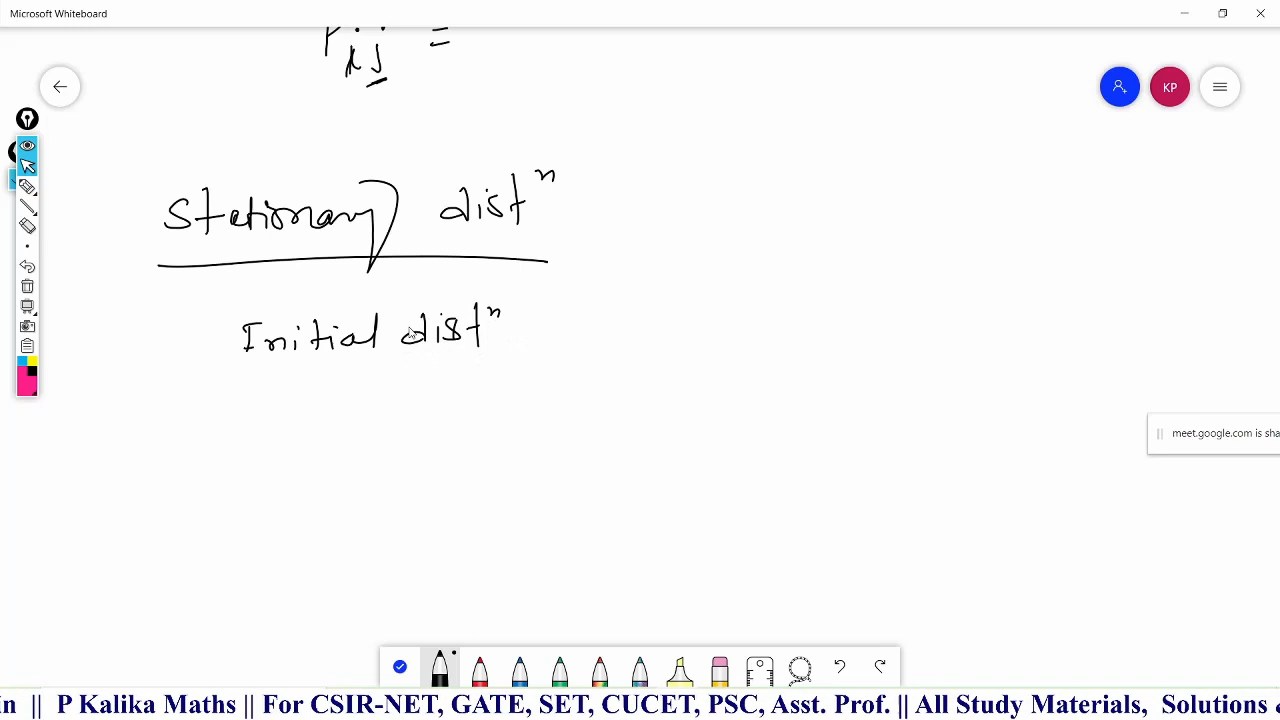 Microsoft Whiteboard
P i j =
KP
Stationary distⁿ
Initial distⁿ
meet.google.com is sha
in || P Kalika Maths || For CSIR-NET, GATE, SET, CUCET, PSC, Asst. Prof. || All Study Materials, Solutions &